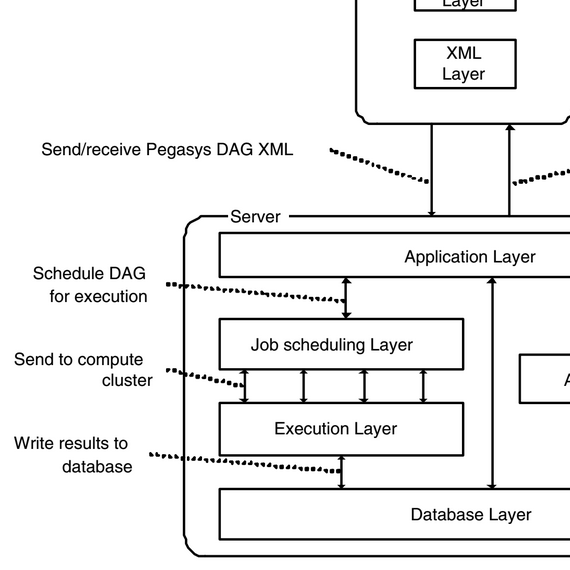 Layer
XML
Layer
Send/receive Pegasys DAG XML
Server
Application Layer
Schedule DAG
for execution
Job scheduling Layer
Send to compute
cluster
Execution Layer
Write results to
database
Database Layer